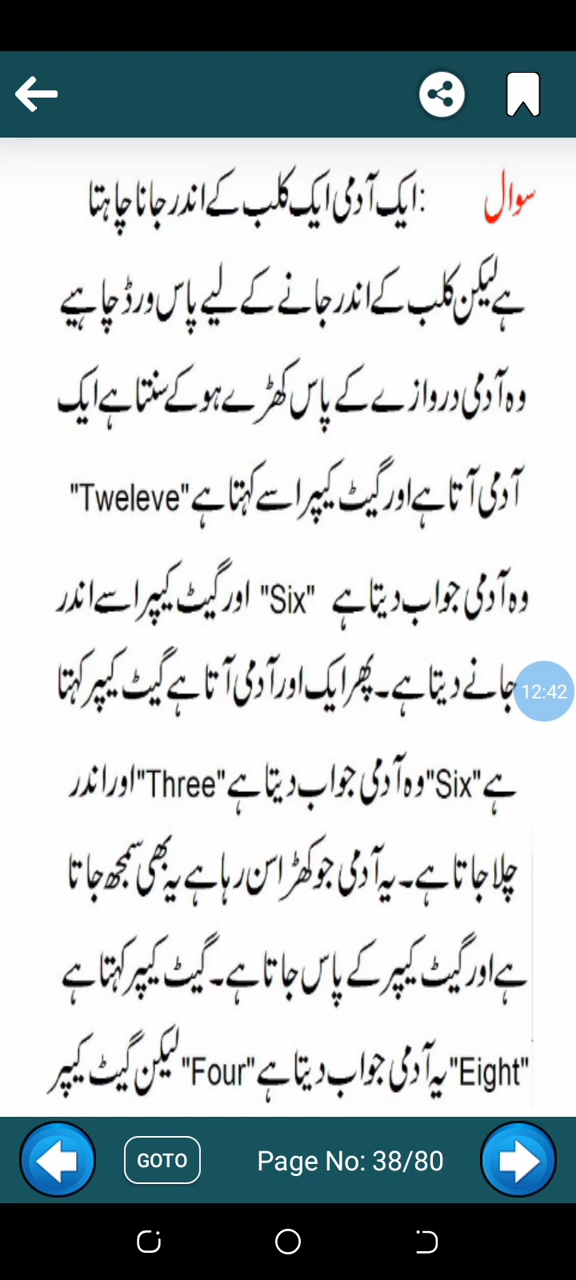 سوال :ایک آدمی ایک کلب کے اندر جانا چاہتا
ہے لیکن کلب کے اندر جانے کے لیے پاس ورڈ چاہیے
وہ آدمی دروازے کے پاس کھڑے ہو کے سنتا ہے ایک
آدمی آتا ہے اور گیٹ کیپر اسے کہتا ہے "Tweleve"
وہ آدمی جواب دیتا ہے "Six" اور گیٹ کیپر اسے اندر
جانے دیتا ہے۔ پھر ایک اور آدمی آتا ہے گیٹ کیپر کہتا
12:42
ہے "Six" وہ آدمی جواب دیتا ہے "Three" اور اندر
چلا جاتا ہے۔ یہ آدمی جو کھڑا سن رہا ہے یہ بھی سمجھ جاتا
ہے اور گیٹ کیپر کے پاس جاتا ہے۔ گیٹ کیپر کہتا ہے
"Eight" یہ آدمی جواب دیتا ہے "Four" لیکن گیٹ کیپر
GOTO
Page No: 38/80